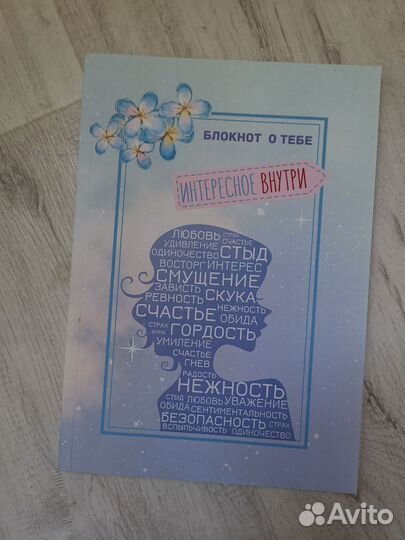 БЛОКНОТ О ТЕБЕ
ИНТЕРЕСНОЕ ВНУТРИ
ЛЮБОВЬ СТРАХ
УДИВЛЕНИЕ СЧАСТЬЕ
ОДИНОЧЕСТВО СТЫД
ВОСТОРГ ИНТЕРЕС
СМУЩЕНИЕ
ЗАВИСТЬ СКУКА
РЕВНОСТЬ НЕЖНОСТЬ
СЧАСТЬЕ ОБИДА
СТРАХ ВИНА ГОРДОСТЬ
УМИЛЕНИЕ
СЧАСТЬЕ
ГНЕВ
РАДОСТЬ
НЕЖНОСТЬ
СТЫД ЛЮБОВЬ УВАЖЕНИЕ
ОБИДА СЕНТИМЕНТАЛЬНОСТЬ
БЕЗОПАСНОСТЬ СТРАХ
ВСПЫЛЬЧИВОСТЬ ОДИНОЧЕСТВО
Avito